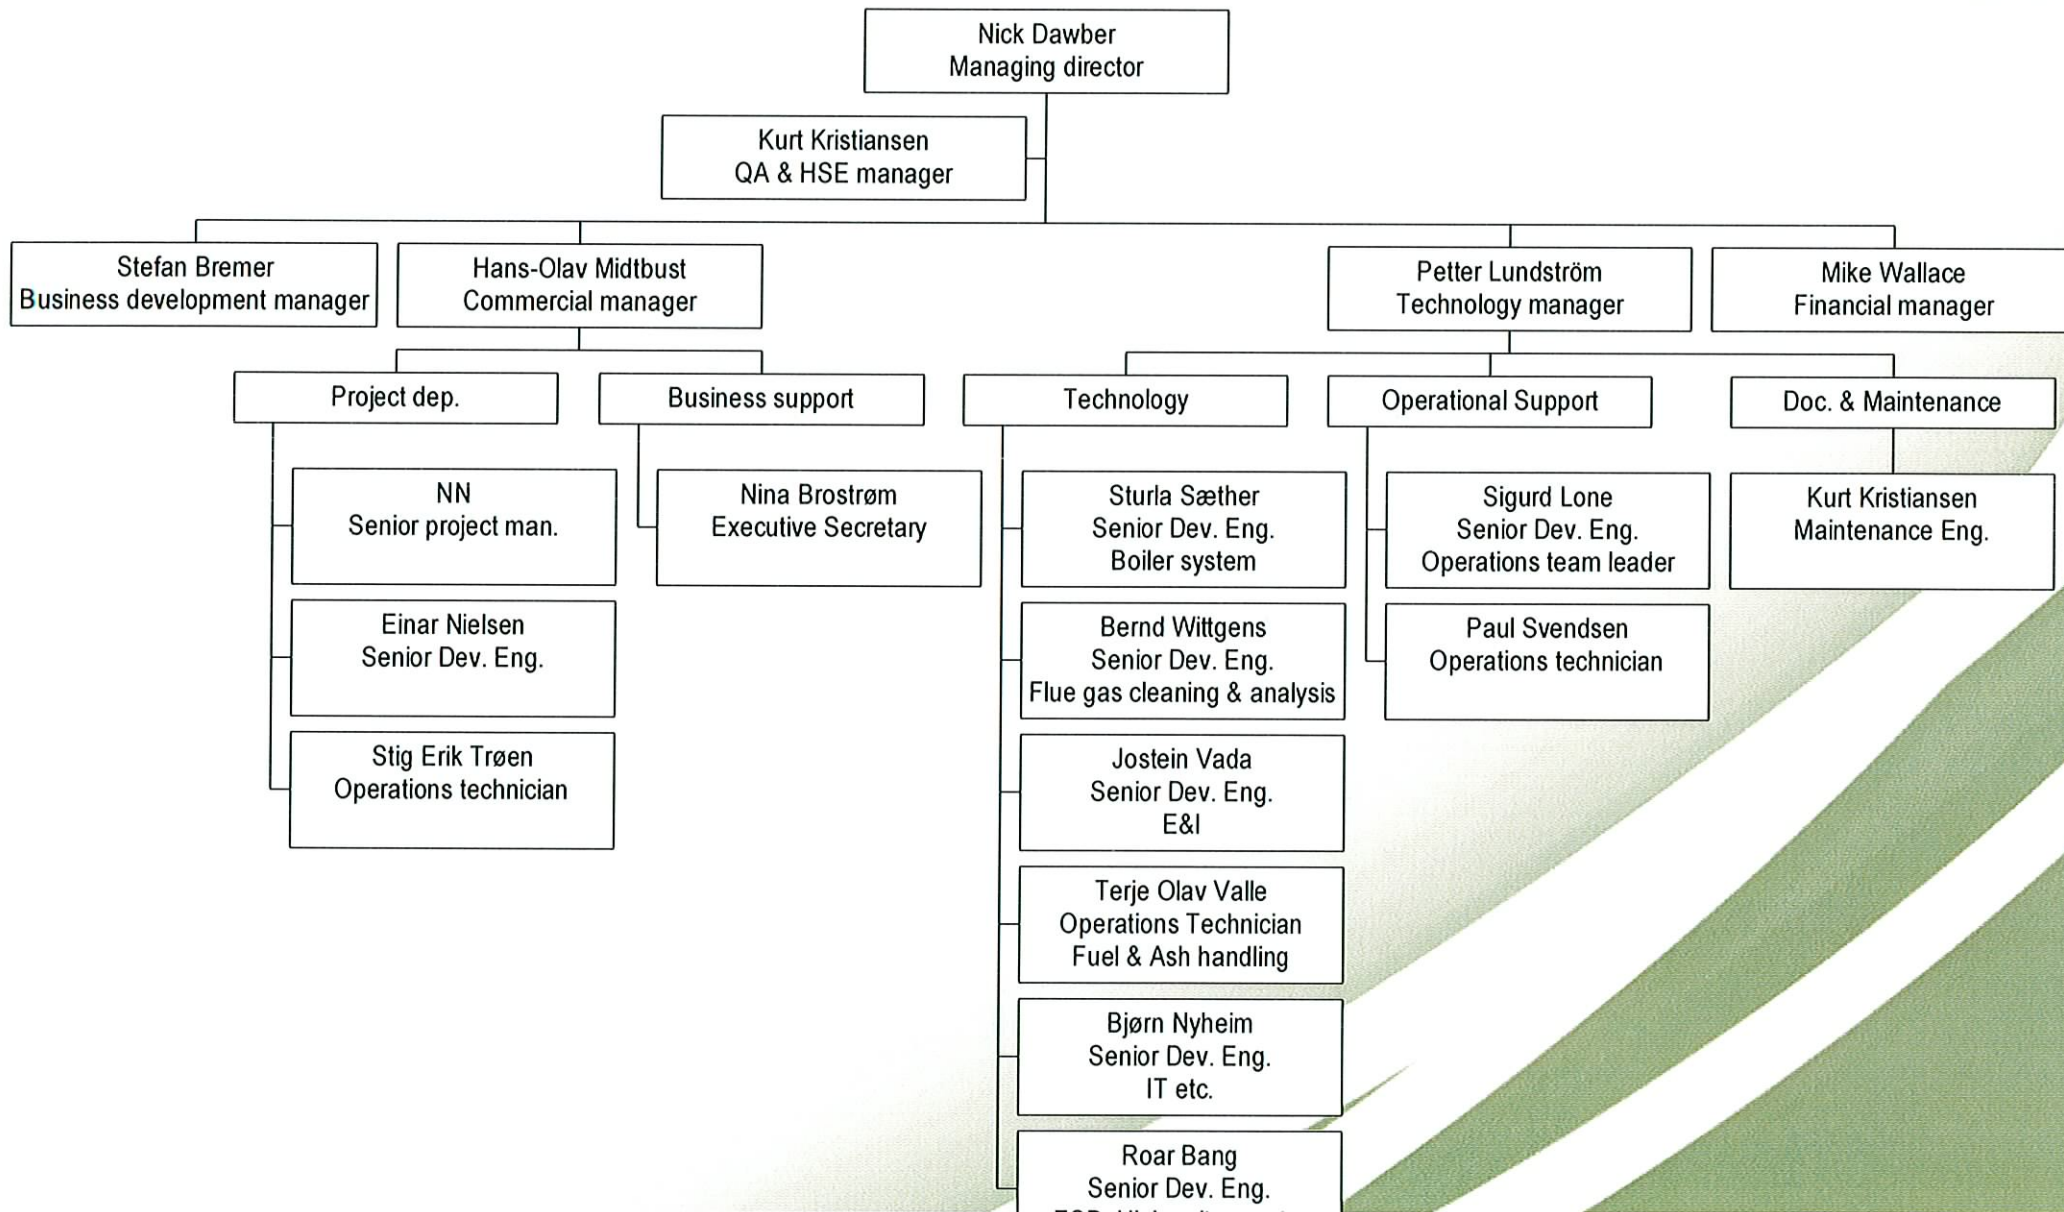 Nick Dawber
Managing director
Kurt Kristiansen
QA & HSE manager
Stefan Bremer
Business development manager
Hans-Olav Midtbust
Commercial manager
Petter Lundström
Technology manager
Mike Wallace
Financial manager
Project dep.
Business support
Technology
Operational Support
Doc. & Maintenance
NN
Senior project man.
Einar Nielsen
Senior Dev. Eng.
Stig Erik Trøen
Operations technician
Nina Brostrøm
Executive Secretary
Sturla Sæther
Senior Dev. Eng.
Boiler system
Bernd Wittgens
Senior Dev. Eng.
Flue gas cleaning & analysis
Jostein Vada
Senior Dev. Eng.
E&I
Terje Olav Valle
Operations Technician
Fuel & Ash handling
Bjørn Nyheim
Senior Dev. Eng.
IT etc.
Roar Bang
Senior Dev. Eng.
Sigurd Lone
Senior Dev. Eng.
Operations team leader
Paul Svendsen
Operations technician
Kurt Kristiansen
Maintenance Eng.